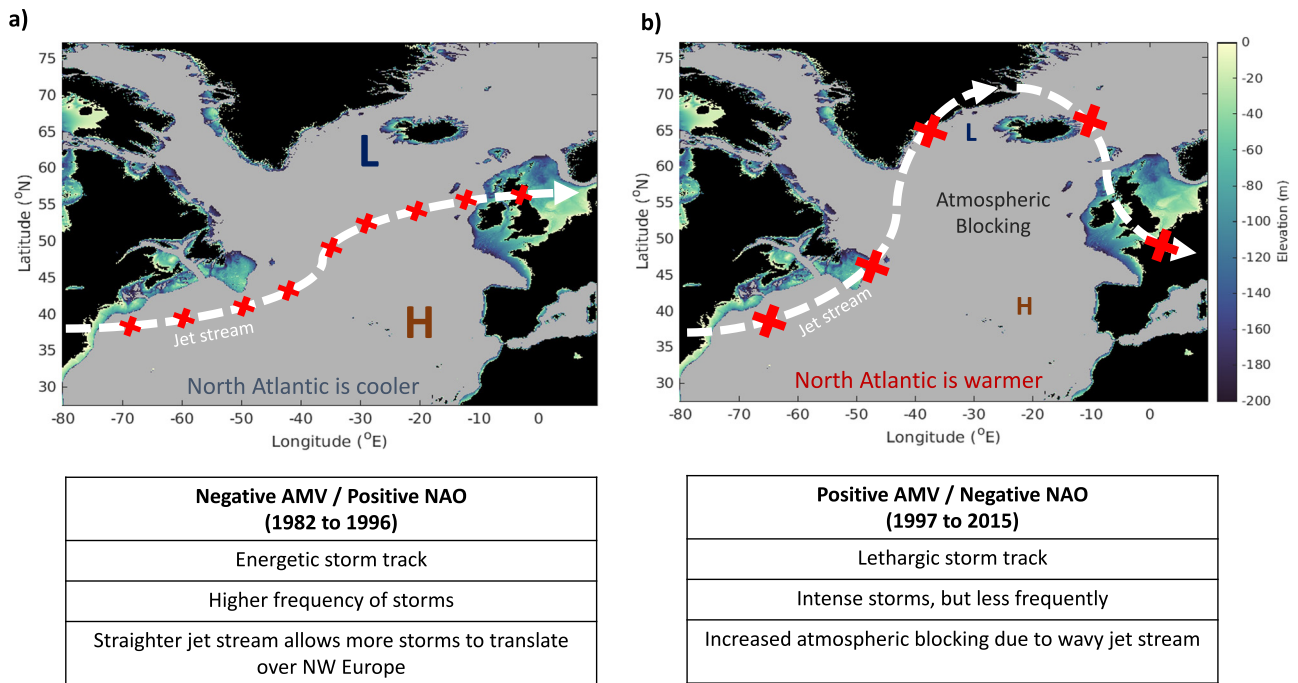 a)
75
70
65
60
55
50
45
40
35
30
Latitude (°N)
L
H
Jet stream
North Atlantic is cooler
-80
-70
-60
-50
-40
-30
-20
-10
0
Longitude (°E)
b)
75
70
65
60
55
50
45
40
35
30
Latitude (°N)
L
Atmospheric
Blocking
H
Jet stream
North Atlantic is warmer
-80
-70
-60
-50
-40
-30
-20
-10
0
Longitude (°E)
0
-20
-40
-60
-80
-100
-120
-140
-160
-180
-200
Elevation (m)
Negative AMV / Positive NAO
(1982 to 1996)
Energetic storm track
Higher frequency of storms
Straighter jet stream allows more storms to translate
over NW Europe
Positive AMV / Negative NAO
(1997 to 2015)
Lethargic storm track
Intense storms, but less frequently
Increased atmospheric blocking due to wavy jet stream